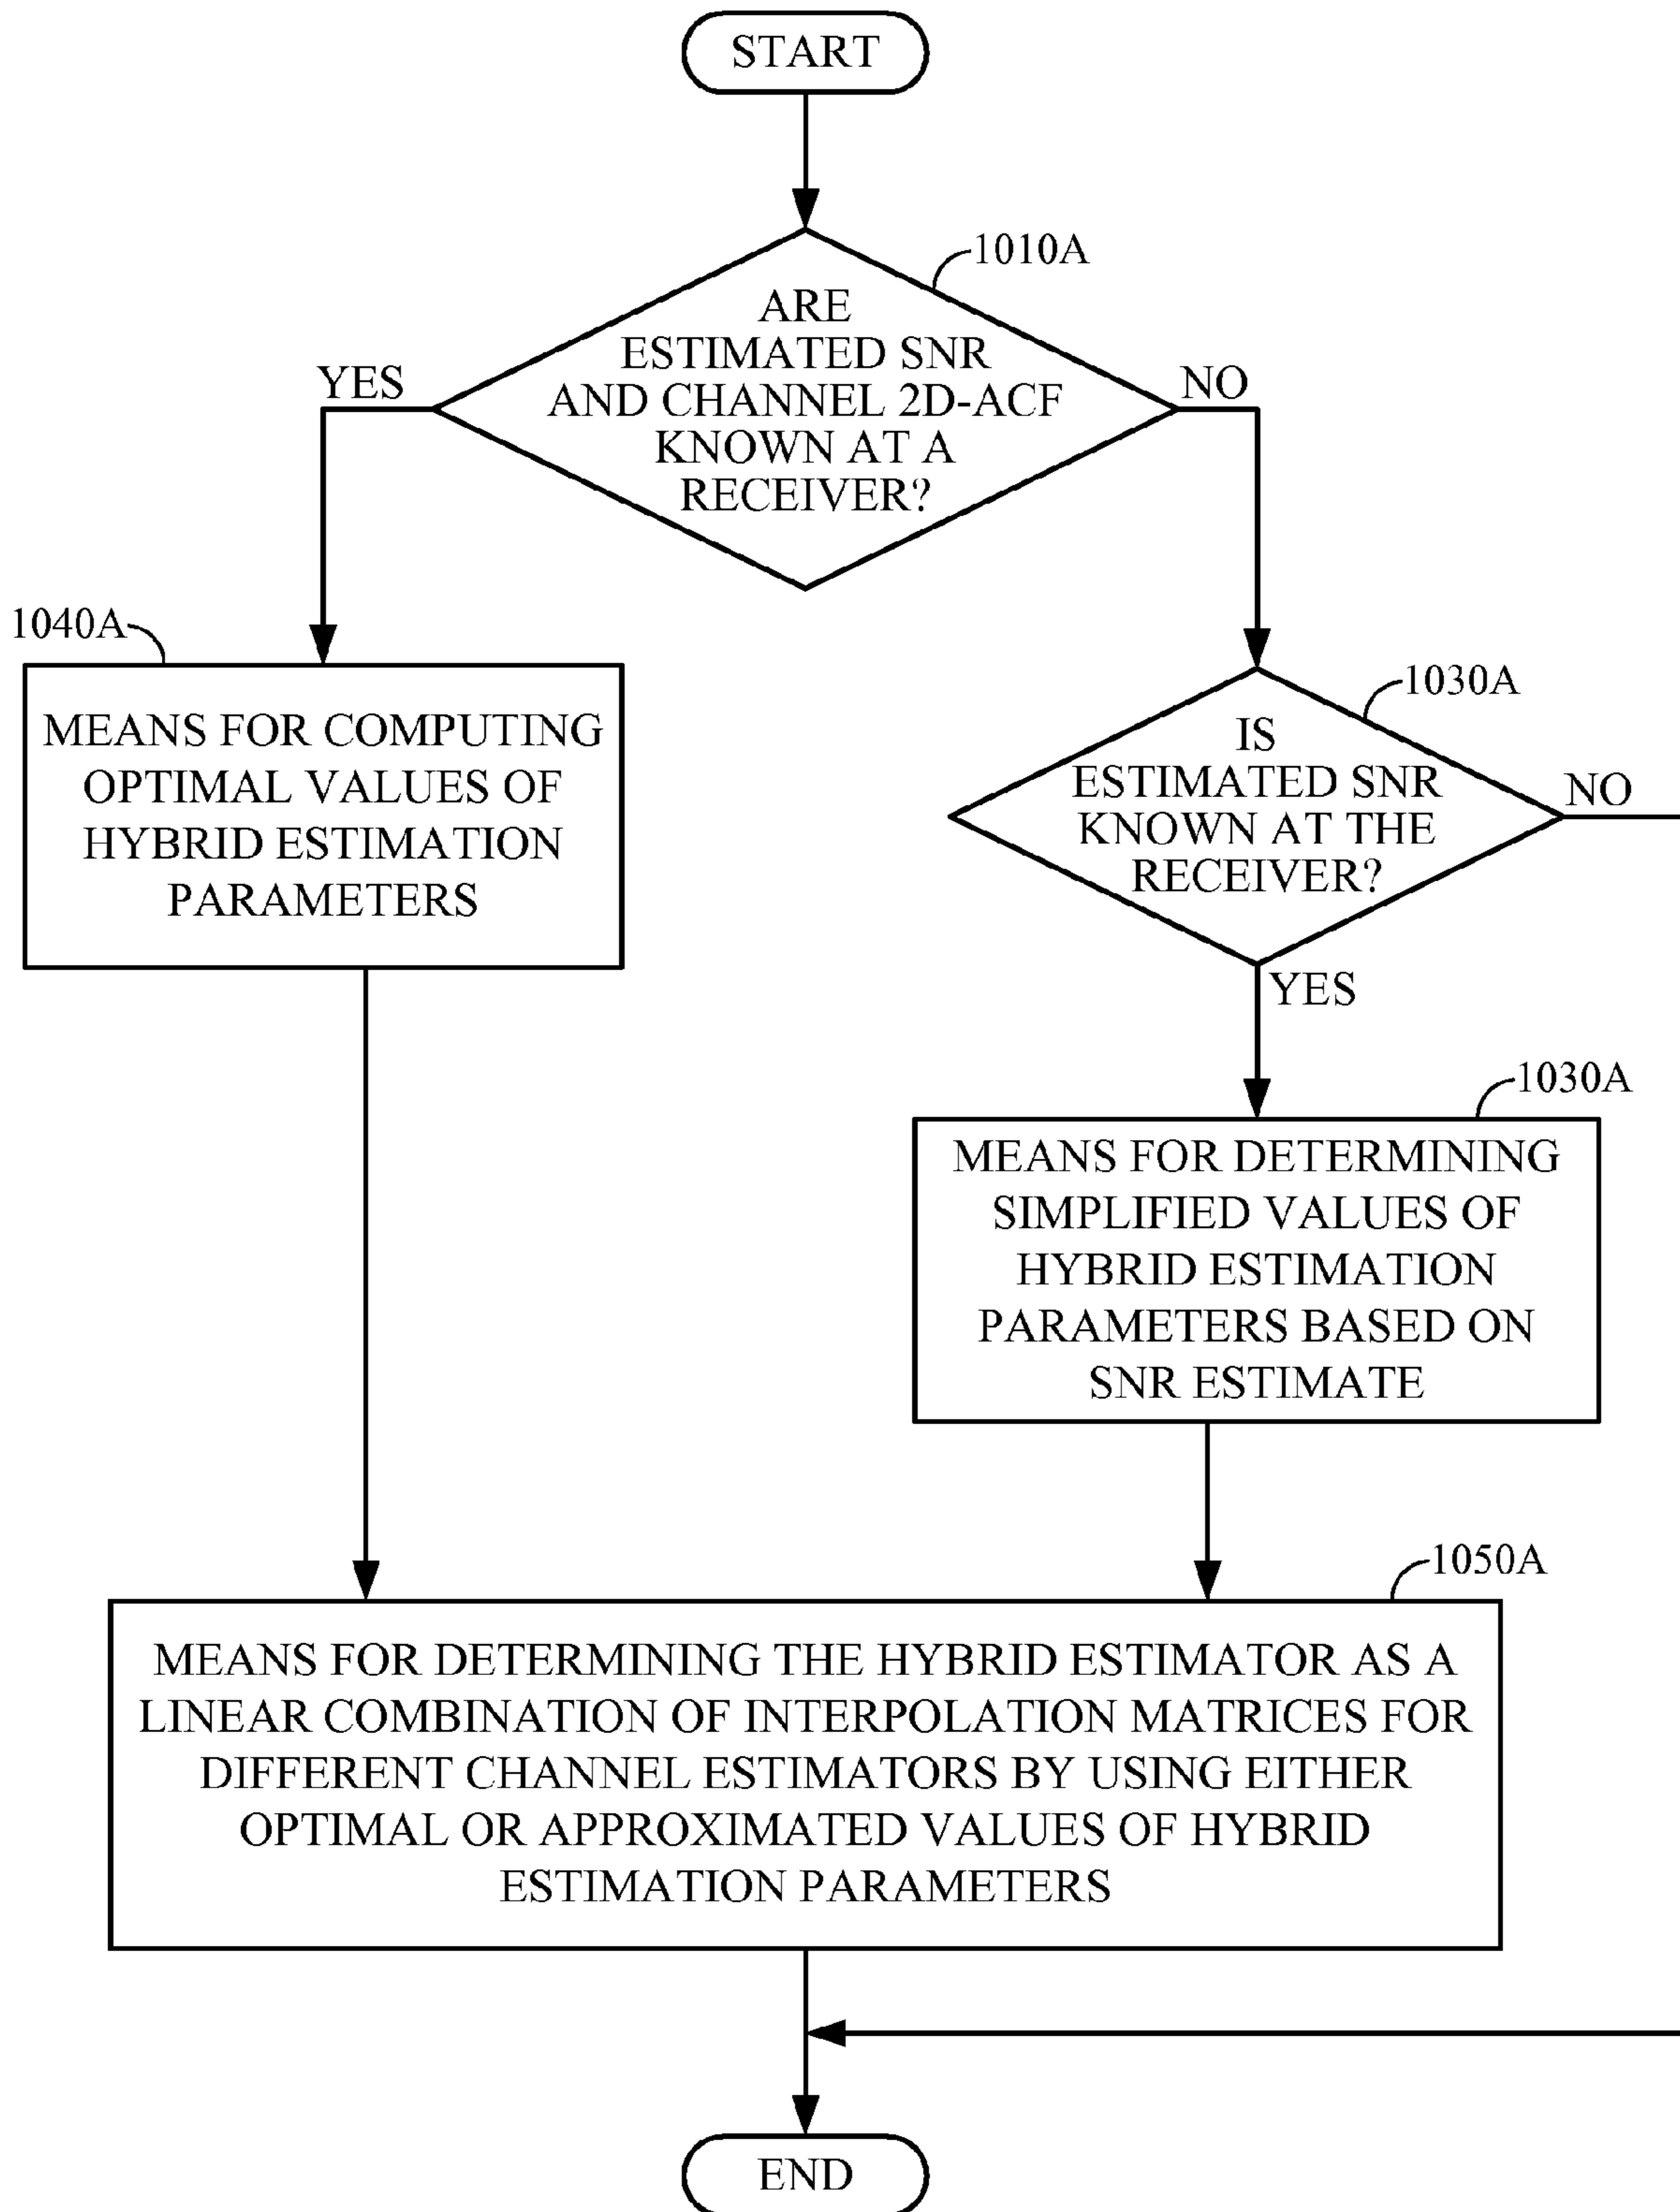 START
1010A
ARE
ESTIMATED SNR
AND CHANNEL 2D-ACF
KNOWN AT A
RECEIVER?
YES
NO
1040A
MEANS FOR COMPUTING
OPTIMAL VALUES OF
HYBRID ESTIMATION
PARAMETERS
1030A
IS
ESTIMATED SNR
KNOWN AT THE
RECEIVER?
NO
YES
1030A
MEANS FOR DETERMINING
SIMPLIFIED VALUES OF
HYBRID ESTIMATION
PARAMETERS BASED ON
SNR ESTIMATE
1050A
MEANS FOR DETERMINING THE HYBRID ESTIMATOR AS A
LINEAR COMBINATION OF INTERPOLATION MATRICES FOR
DIFFERENT CHANNEL ESTIMATORS BY USING EITHER
OPTIMAL OR APPROXIMATED VALUES OF HYBRID
ESTIMATION PARAMETERS
END